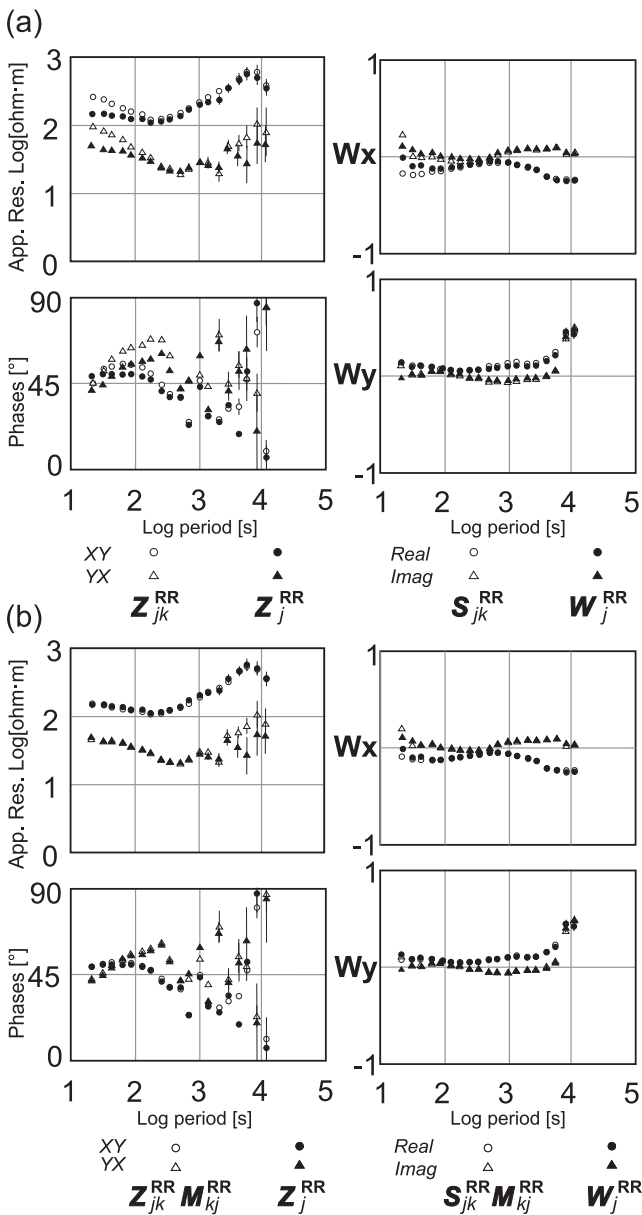 (a)
3
2
1
0
App. Res. Log[ohm·m]
1
Wx
-1
90
45
0
Phases [°]
1
Wy
-1
1 2 3 4 5
Log period [s]
1 2 3 4 5
Log period [s]
XY
YX
Z jk RR
Z j RR
Real
Imag
S jk RR
W j RR
(b)
3
2
1
0
App. Res. Log[ohm·m]
1
Wx
-1
90
45
0
Phases [°]
1
Wy
-1
1 2 3 4 5
Log period [s]
1 2 3 4 5
Log period [s]
XY
YX
Z jk RR M kj RR
Z j RR
Real
Imag
S jk RR M kj RR
W j RR